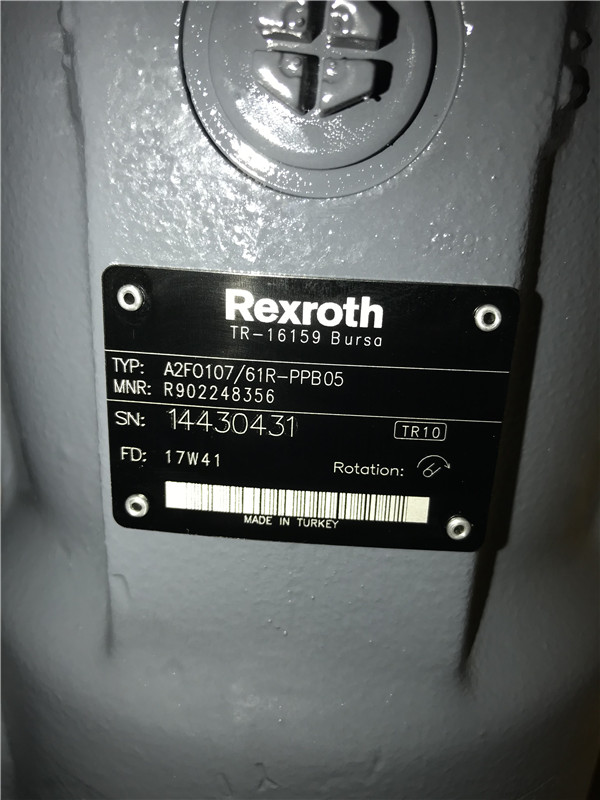 Rexroth
TR-16159 Bursa
TYP: A2FO107/61R-PPB05
MNR: R902248356
SN: 14430431 TR10
FD: 17W41 Rotation:
MADE IN TURKEY